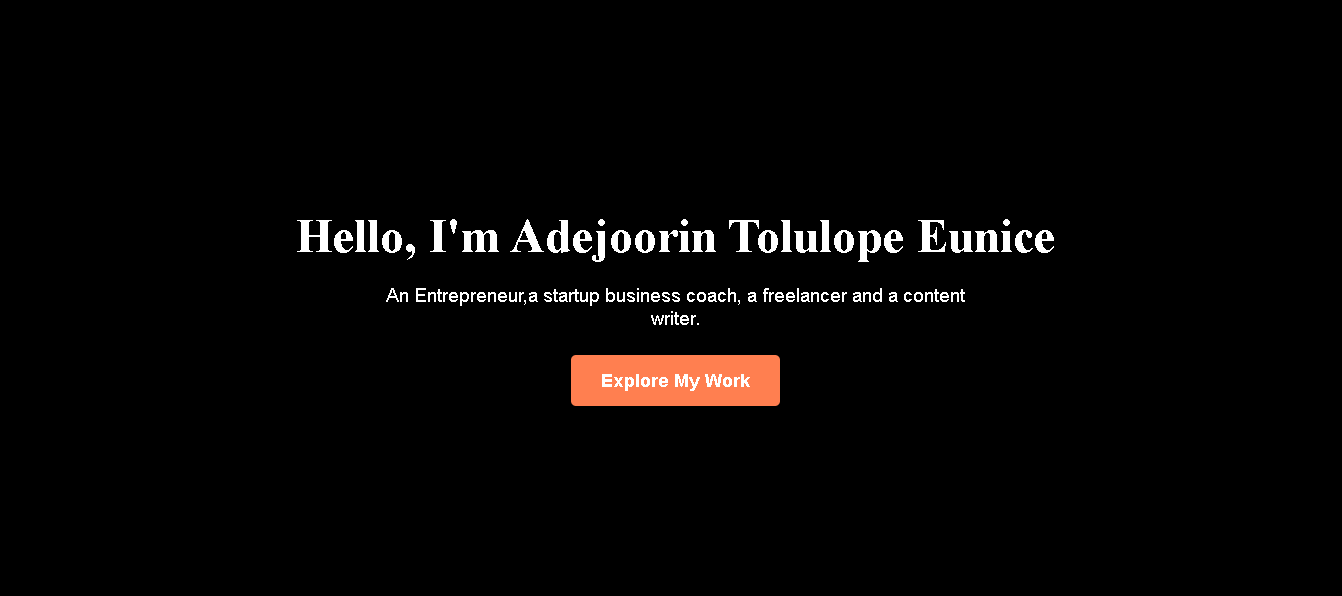 Hello, I'm Adejoorin Tolulope Eunice
An Entrepreneur,a startup business coach, a freelancer and a content
writer.
Explore My Work